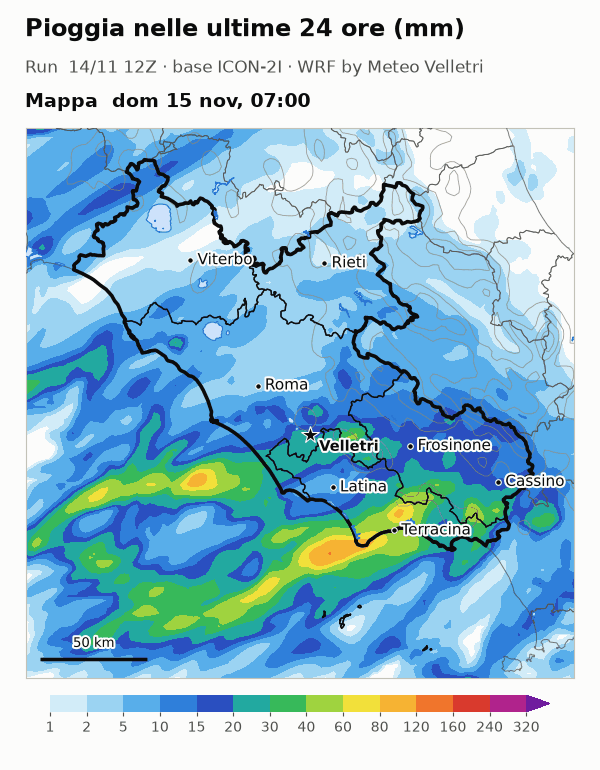 Pioggia nelle ultime 24 ore (mm)
Run  14/11 12Z · base ICON-2I · WRF by Meteo Velletri
Mappa  dom 15 nov, 07:00
Viterbo
Rieti
Roma
Velletri
Frosinone
Cassino
Latina
Terracina
50 km
1 2 5 10 15 20 30 40 60 80 120 160 240 320